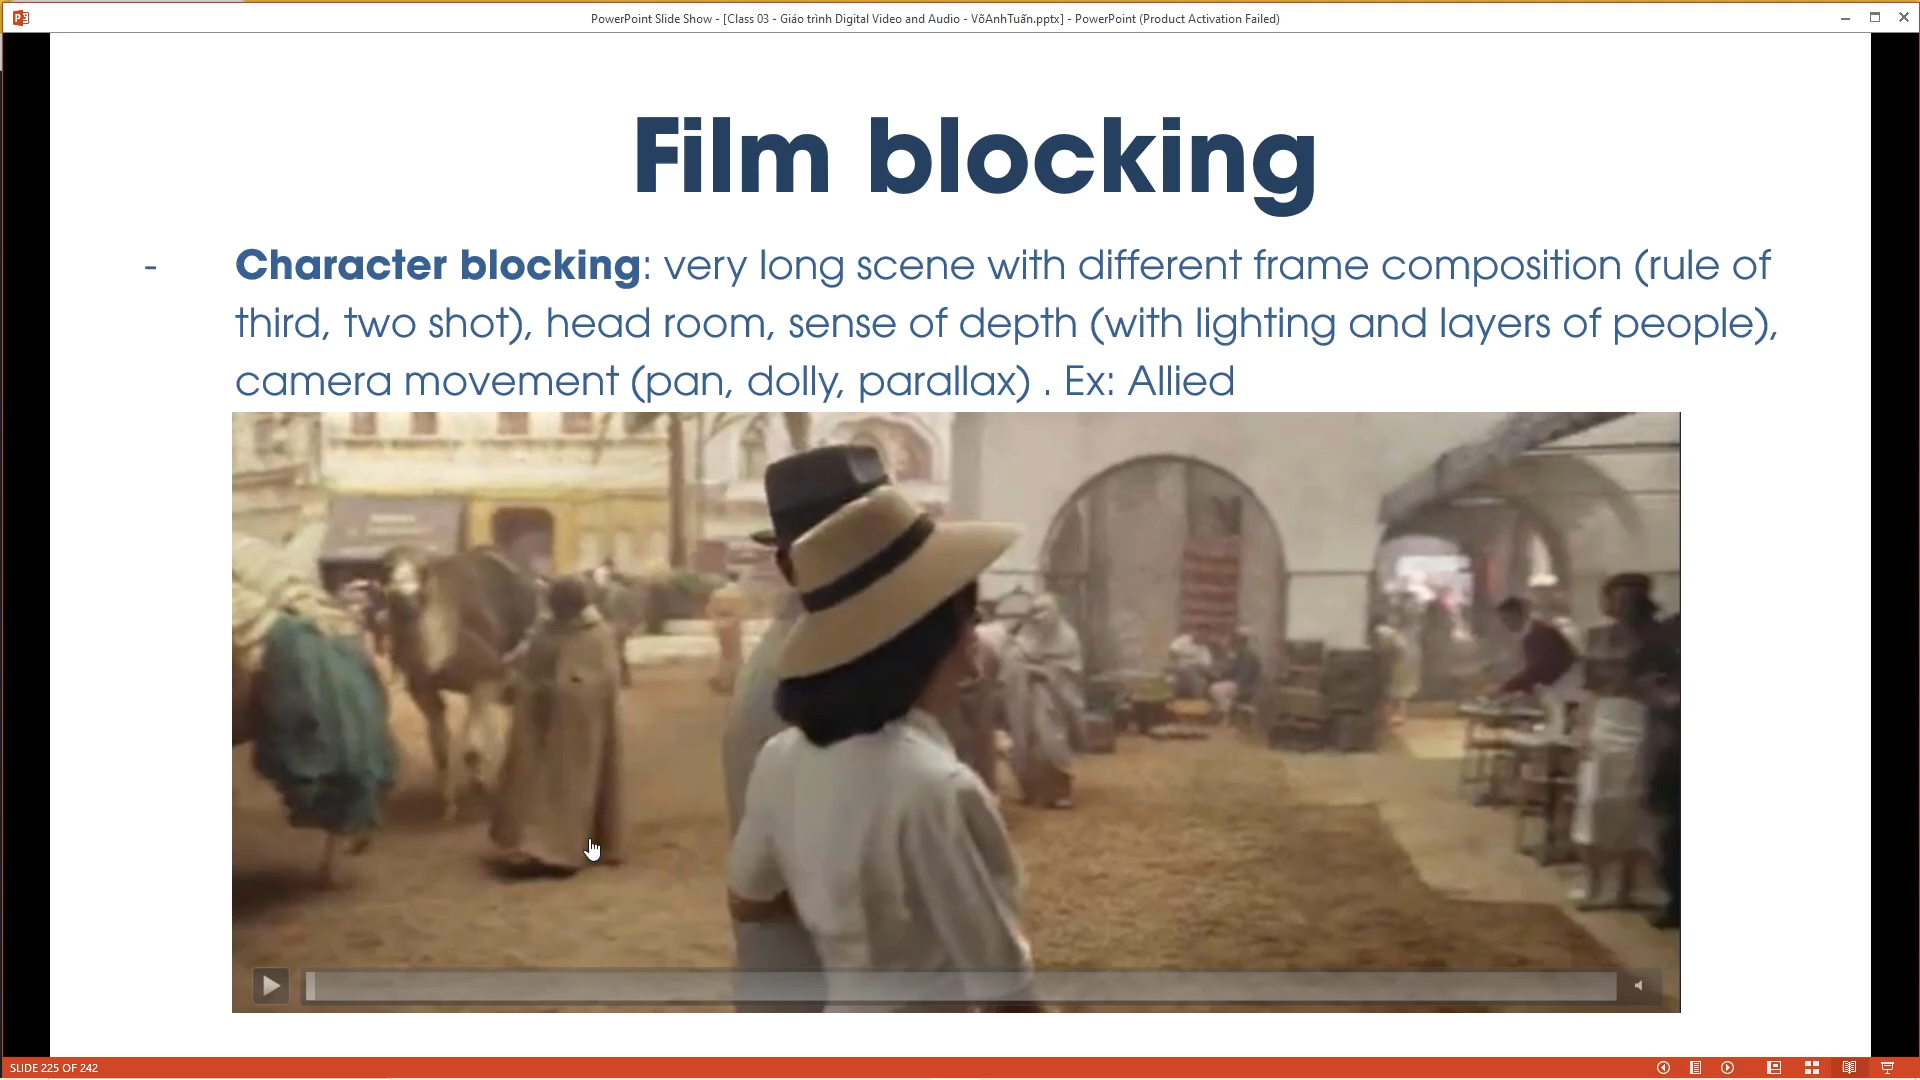 PowerPoint Slide Show - [Class 03 - Giáo trình Digital Video and Audio - VõAnhTuấn.pptx] - PowerPoint (Product Activation Failed)
Film blocking
- Character blocking: very long scene with different frame composition (rule of
third, two shot), head room, sense of depth (with lighting and layers of people),
camera movement (pan, dolly, parallax) . Ex: Allied
SLIDE 225 OF 242